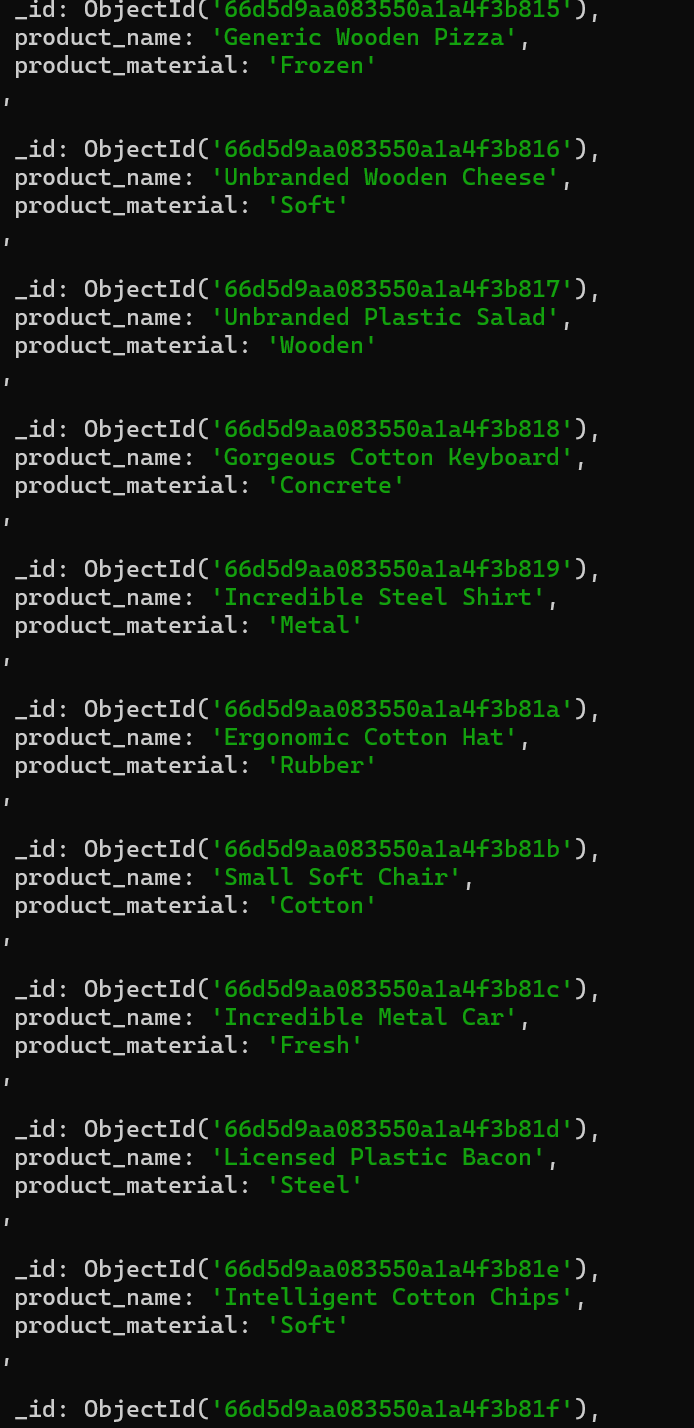 _id: ObjectId('66d5d9aa083550a1a4f3b815'),
product_name: 'Generic Wooden Pizza',
product_material: 'Frozen'
,
_id: ObjectId('66d5d9aa083550a1a4f3b816'),
product_name: 'Unbranded Wooden Cheese',
product_material: 'Soft'
,
_id: ObjectId('66d5d9aa083550a1a4f3b817'),
product_name: 'Unbranded Plastic Salad',
product_material: 'Wooden'
,
_id: ObjectId('66d5d9aa083550a1a4f3b818'),
product_name: 'Gorgeous Cotton Keyboard',
product_material: 'Concrete'
,
_id: ObjectId('66d5d9aa083550a1a4f3b819'),
product_name: 'Incredible Steel Shirt',
product_material: 'Metal'
,
_id: ObjectId('66d5d9aa083550a1a4f3b81a'),
product_name: 'Ergonomic Cotton Hat',
product_material: 'Rubber'
,
_id: ObjectId('66d5d9aa083550a1a4f3b81b'),
product_name: 'Small Soft Chair',
product_material: 'Cotton'
,
_id: ObjectId('66d5d9aa083550a1a4f3b81c'),
product_name: 'Incredible Metal Car',
product_material: 'Fresh'
,
_id: ObjectId('66d5d9aa083550a1a4f3b81d'),
product_name: 'Licensed Plastic Bacon',
product_material: 'Steel'
,
_id: ObjectId('66d5d9aa083550a1a4f3b81e'),
product_name: 'Intelligent Cotton Chips',
product_material: 'Soft'
,
_id: ObjectId('66d5d9aa083550a1a4f3b81f'),